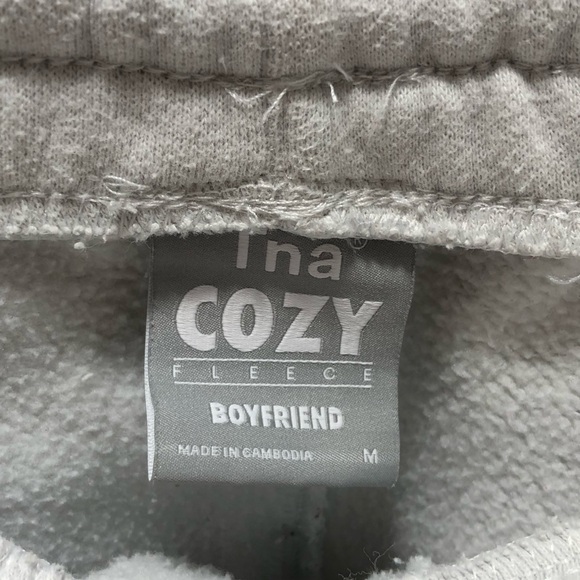 Tna
COZY
FLEECE
BOYFRIEND
MADE IN CAMBODIA M